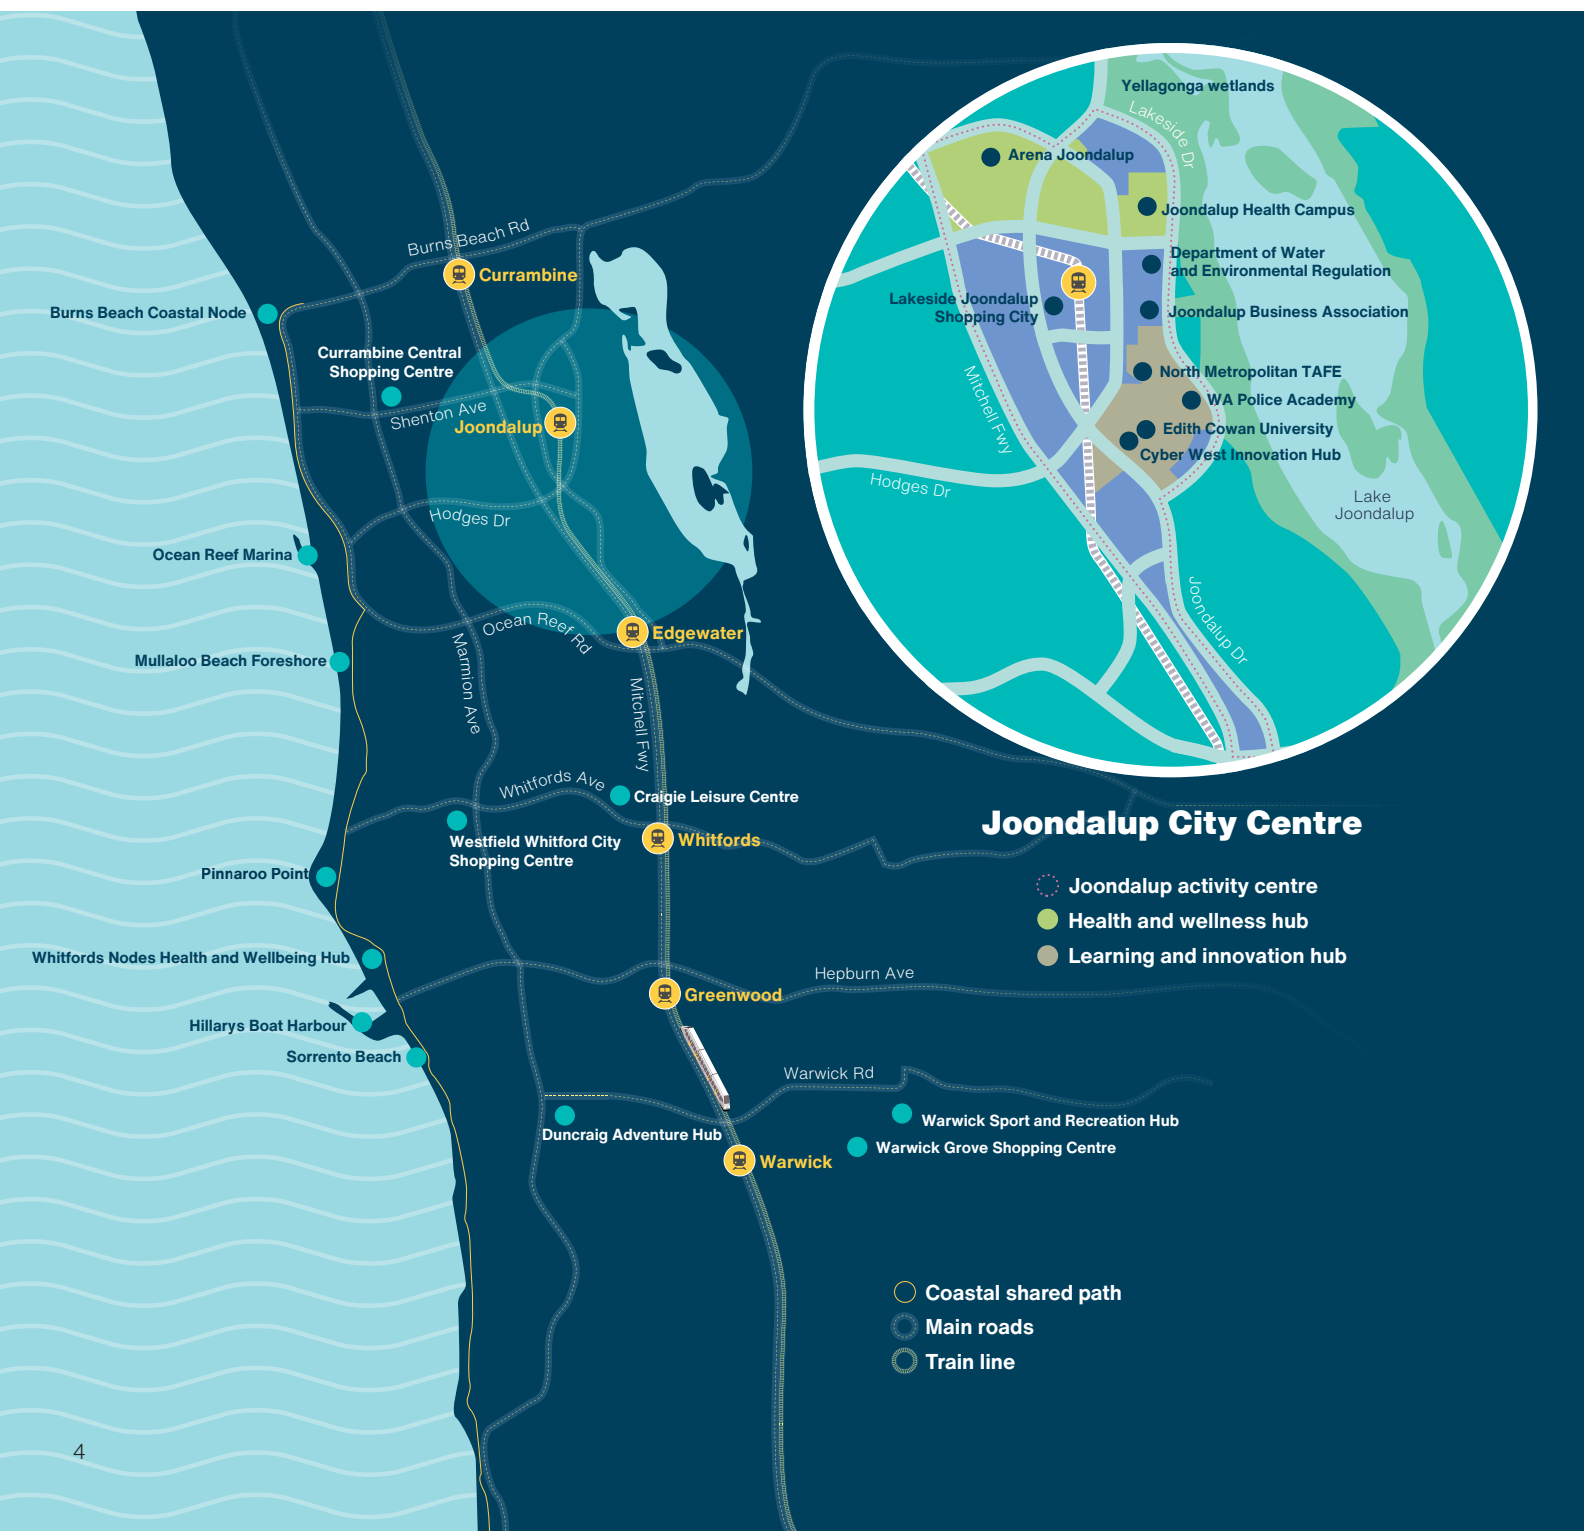 Yellagonga wetlands
Lakeside Dr
Arena Joondalup
Joondalup Health Campus
Department of Water
and Environmental Regulation
Lakeside Joondalup
Shopping City
Joondalup Business Association
Mitchell Fwy
North Metropolitan TAFE
WA Police Academy
Edith Cowan University
Cyber West Innovation Hub
Hodges Dr
Lake
Joondalup
Joondalup Dr
Burns Beach Rd
Currambine
Burns Beach Coastal Node
Currambine Central
Shopping Centre
Shenton Ave
Joondalup
Hodges Dr
Ocean Reef Marina
Ocean Reef Rd
Edgewater
Marmion Ave
Mullaloo Beach Foreshore
Mitchell Fwy
Whitfords Ave
Craigie Leisure Centre
Westfield Whitford City
Shopping Centre
Whitfords
Pinnaroo Point
Whitfords Nodes Health and Wellbeing Hub
Hepburn Ave
Greenwood
Hillarys Boat Harbour
Sorrento Beach
Warwick Rd
Duncraig Adventure Hub
Warwick Sport and Recreation Hub
Warwick Grove Shopping Centre
Warwick
Joondalup City Centre
Joondalup activity centre
Health and wellness hub
Learning and innovation hub
Coastal shared path
Main roads
Train line
4